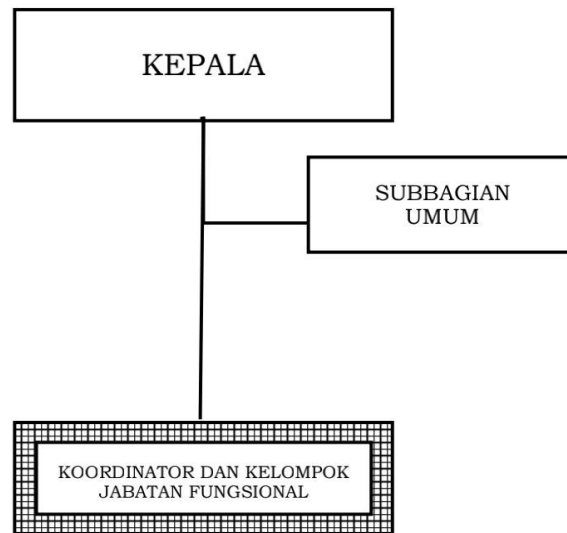 KEPALA
SUBBAGIAN
UMUM
KOORDINATOR DAN KELOMPOK
JABATAN FUNGSIONAL